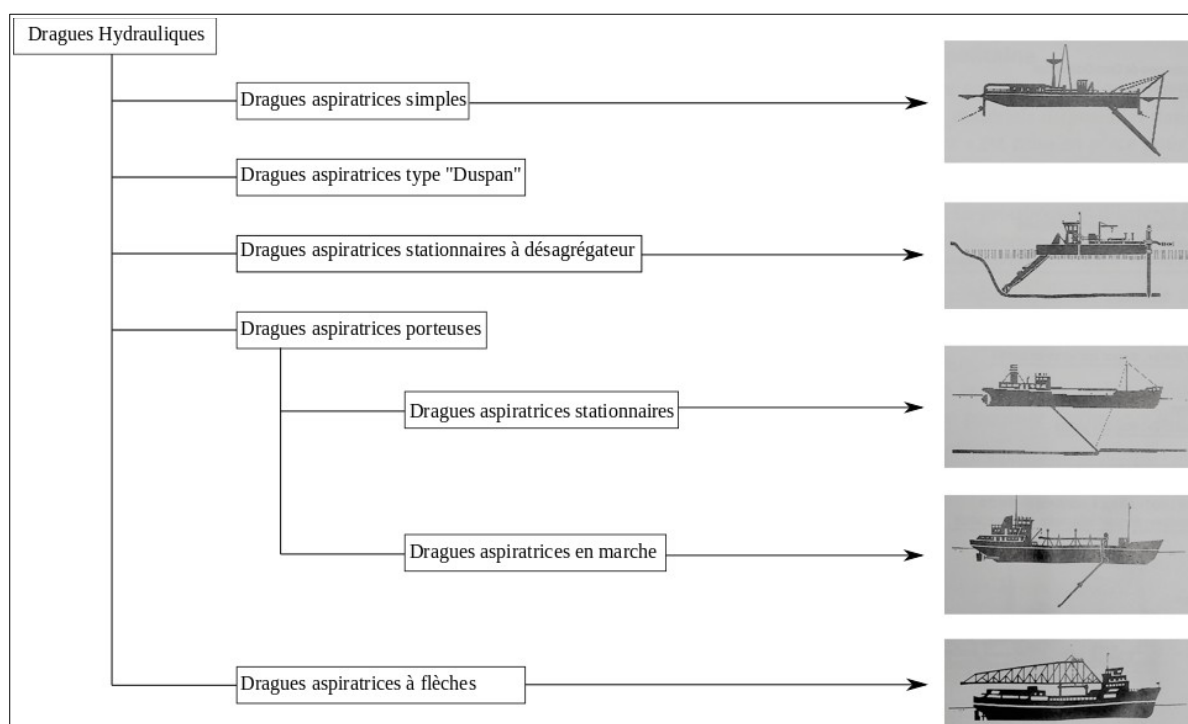 Dragues Hydrauliques
Dragues aspiratrices simples
Dragues aspiratrices type "Duspan"
Dragues aspiratrices stationnaires à désagrégateur
Dragues aspiratrices porteuses
Dragues aspiratrices stationnaires
Dragues aspiratrices en marche
Dragues aspiratrices à flèches